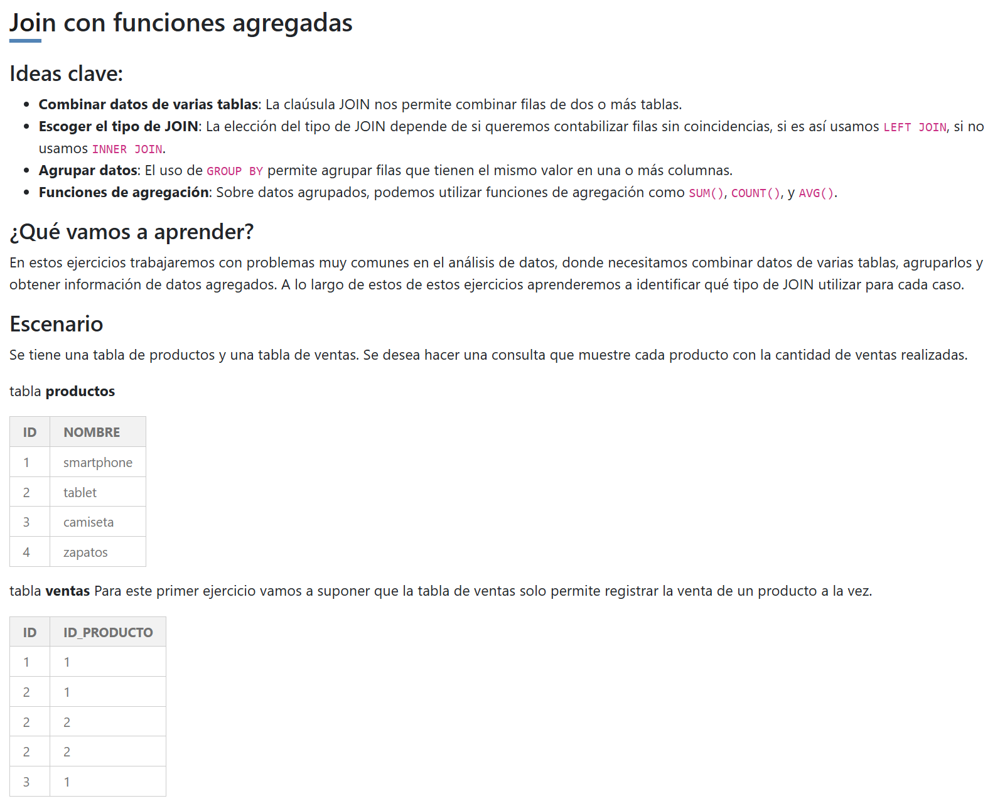 Join con funciones agregadas
Ideas clave:
Combinar datos de varias tablas: La claúsula JOIN nos permite combinar filas de dos o más tablas.
Escoger el tipo de JOIN: La elección del tipo de JOIN depende de si queremos contabilizar filas sin coincidencias, si es así usamos LEFT JOIN, si no
usamos INNER JOIN.
Agrupar datos: El uso de GROUP BY permite agrupar filas que tienen el mismo valor en una o más columnas.
Funciones de agregación: Sobre datos agrupados, podemos utilizar funciones de agregación como SUM(), COUNT(), y AVG().
¿Qué vamos a aprender?
En estos ejercicios trabajaremos con problemas muy comunes en el análisis de datos, donde necesitamos combinar datos de varias tablas, agruparlos y
obtener información de datos agregados. A lo largo de estos de estos ejercicios aprenderemos a identificar qué tipo de JOIN utilizar para cada caso.
Escenario
Se tiene una tabla de productos y una tabla de ventas. Se desea hacer una consulta que muestre cada producto con la cantidad de ventas realizadas.
tabla productos
ID NOMBRE
1 smartphone
2 tablet
3 camiseta
4 zapatos
tabla ventas Para este primer ejercicio vamos a suponer que la tabla de ventas solo permite registrar la venta de un producto a la vez.
ID ID_PRODUCTO
1 1
2 1
2 2
2 2
3 1